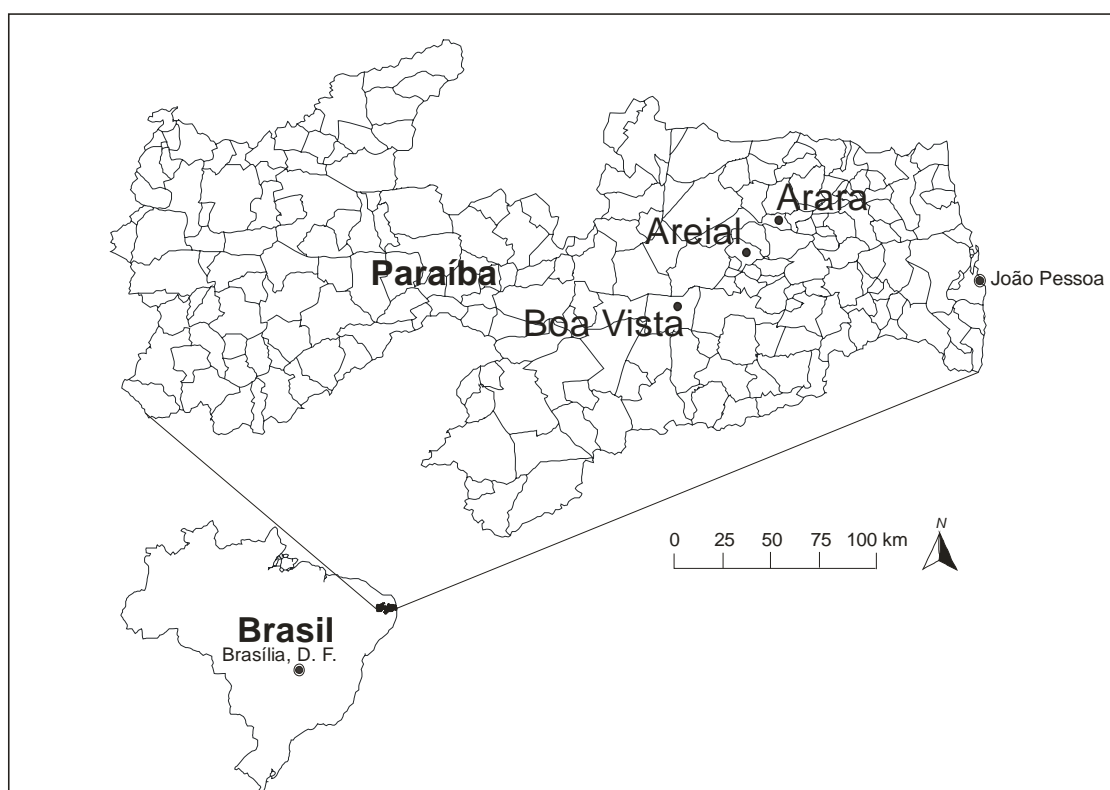 Arara
Areial
Paraíba
João Pessoa
Boa Vista
0 25 50 75 100 km
N
Brasil
Brasília, D. F.